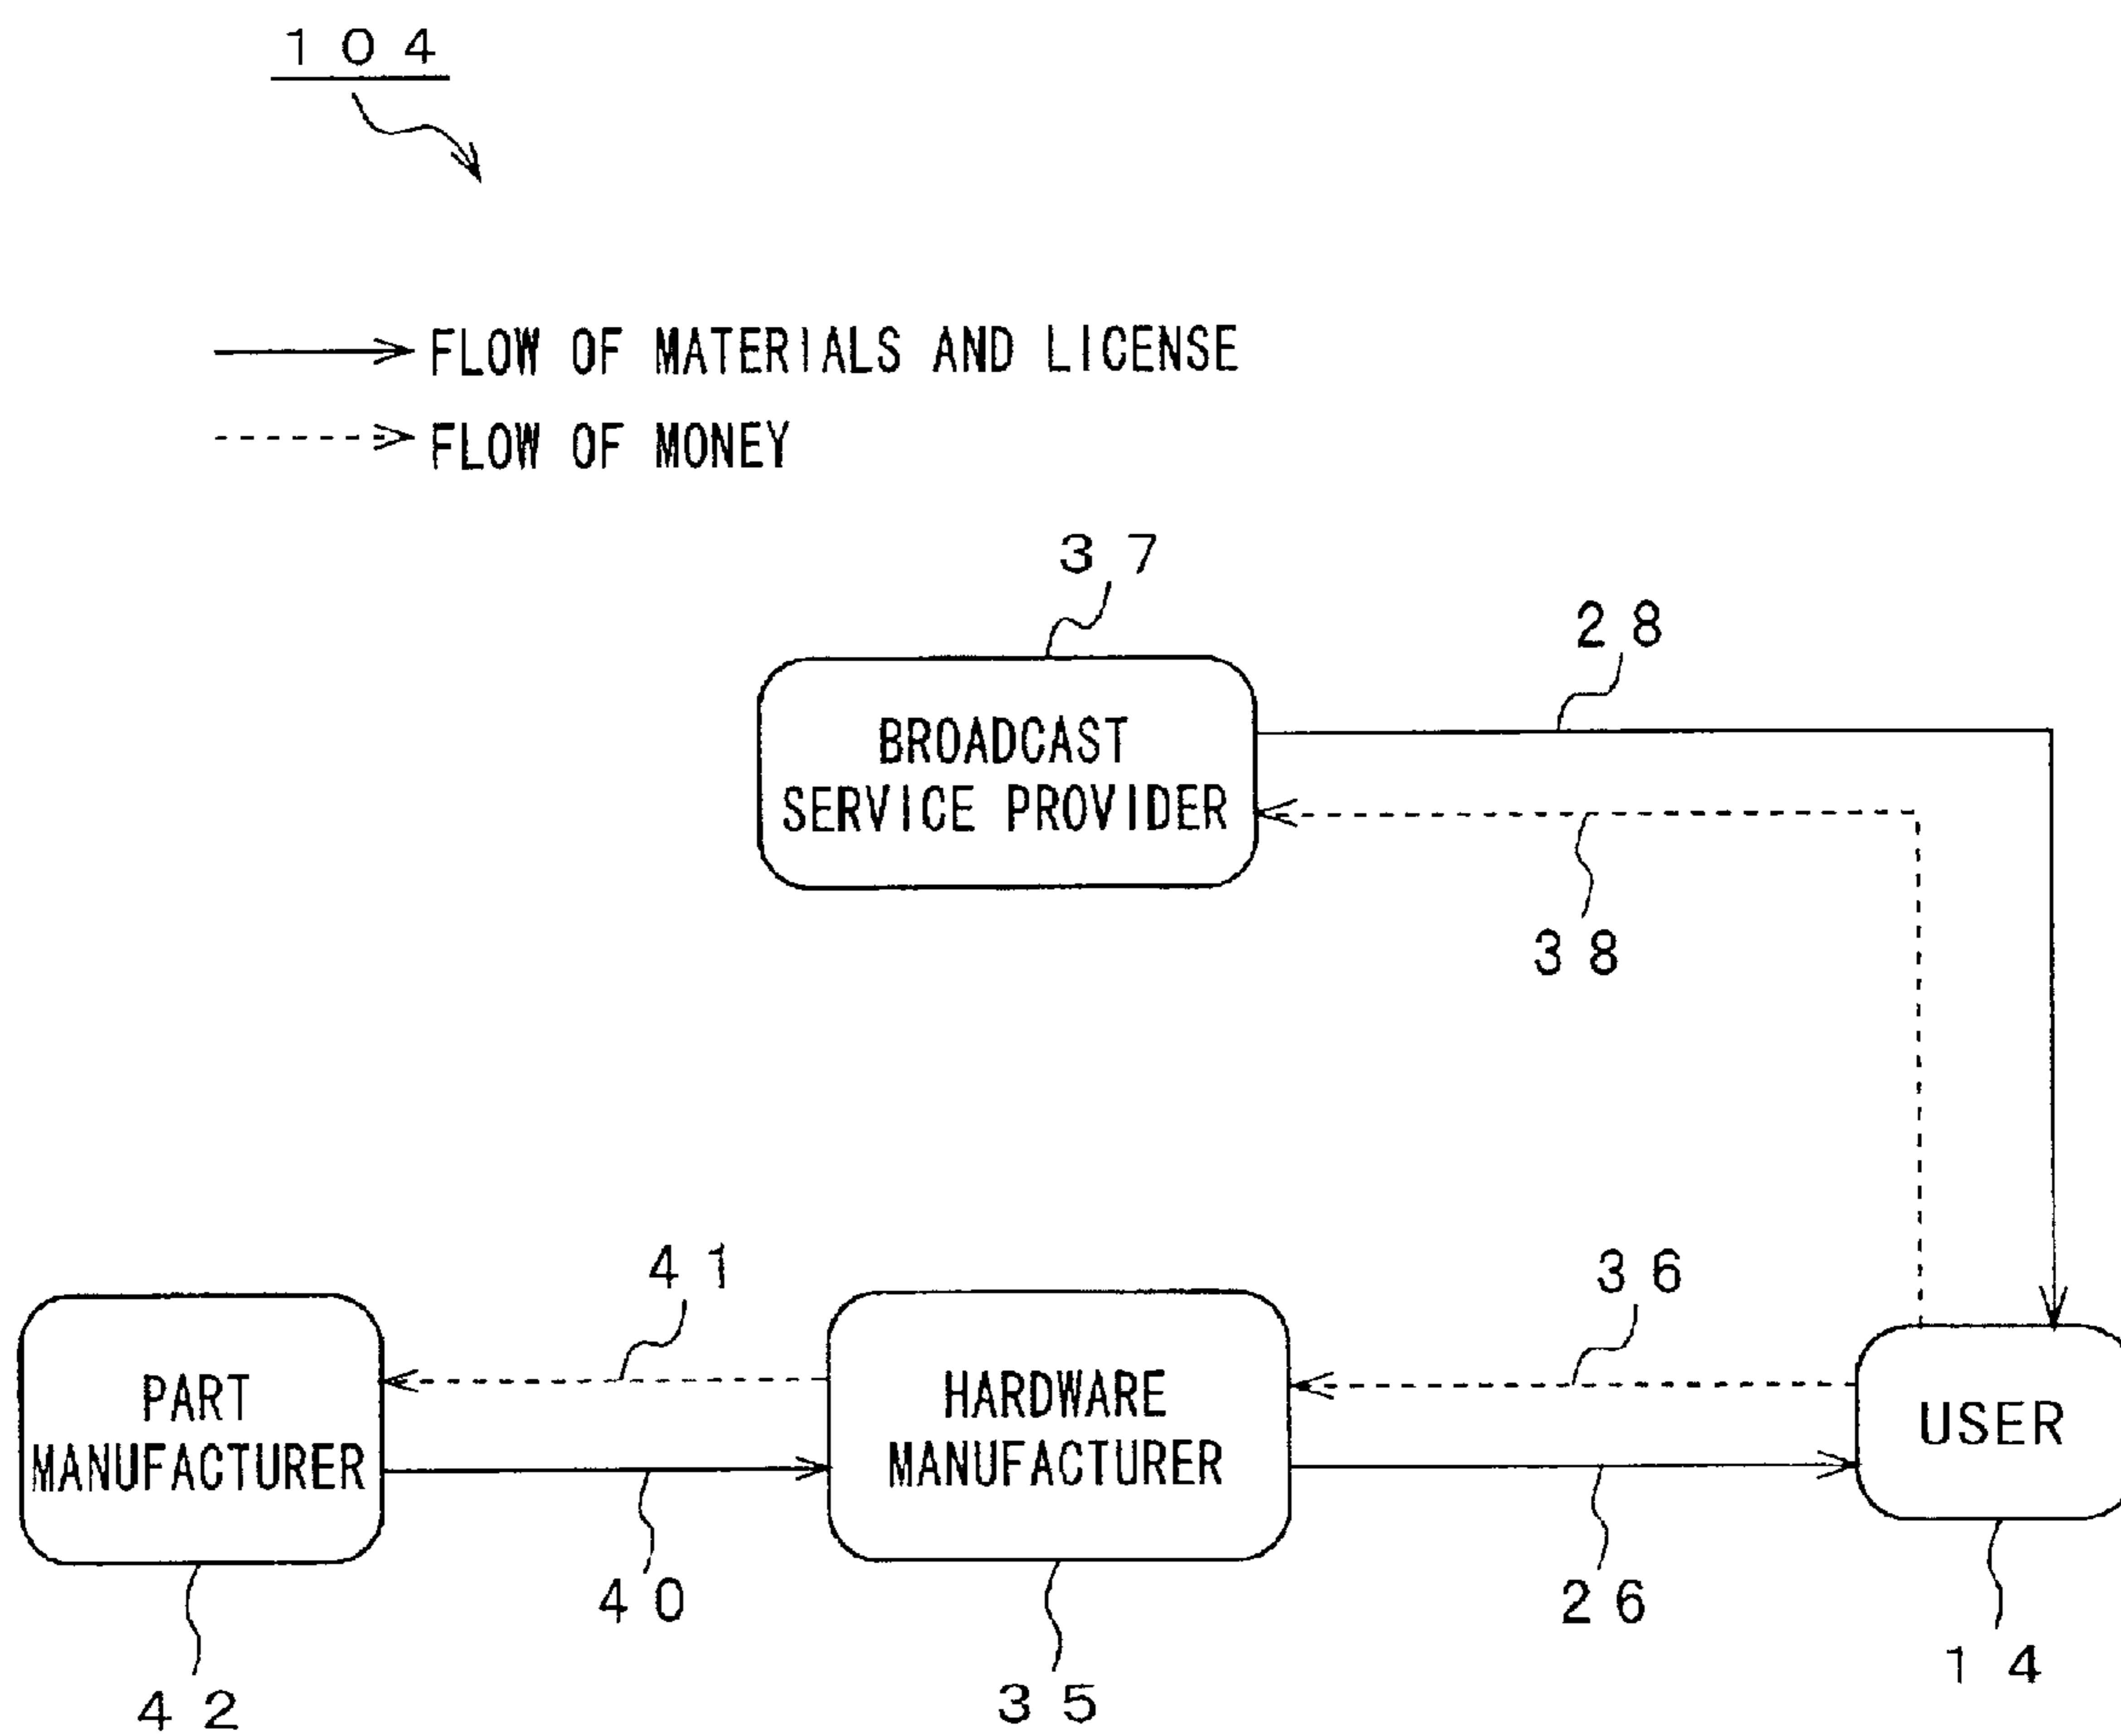 104
FLOW OF MATERIALS AND LICENSE
FLOW OF MONEY
37
28
BROADCAST
SERVICE PROVIDER
38
41
36
PART
MANUFACTURER
HARDWARE
MANUFACTURER
USER
40
26
42
35
14